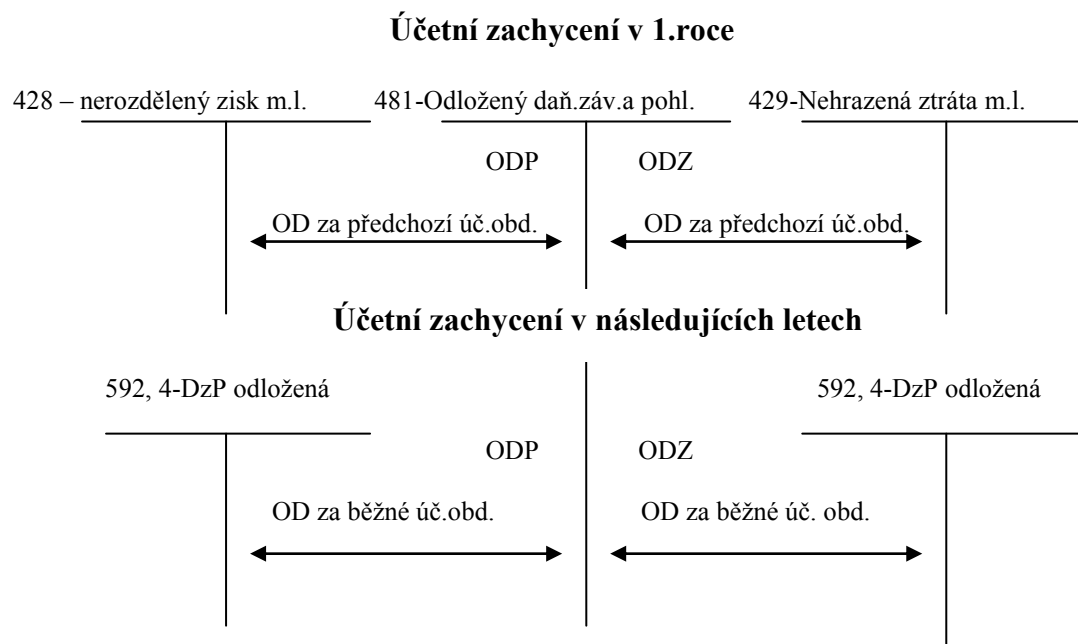 Účetní zachycení v 1.roce
428 – nerozdělený zisk m.l. 481-Odložený daň.záv.a pohl. 429-Nehrazená ztráta m.l.
ODP ODZ
OD za předchozí úč.obd. OD za předchozí úč.obd.
Účetní zachycení v následujících letech
592, 4-DzP odložená 592, 4-DzP odložená
ODP ODZ
OD za běžné úč.obd. OD za běžné úč. obd.